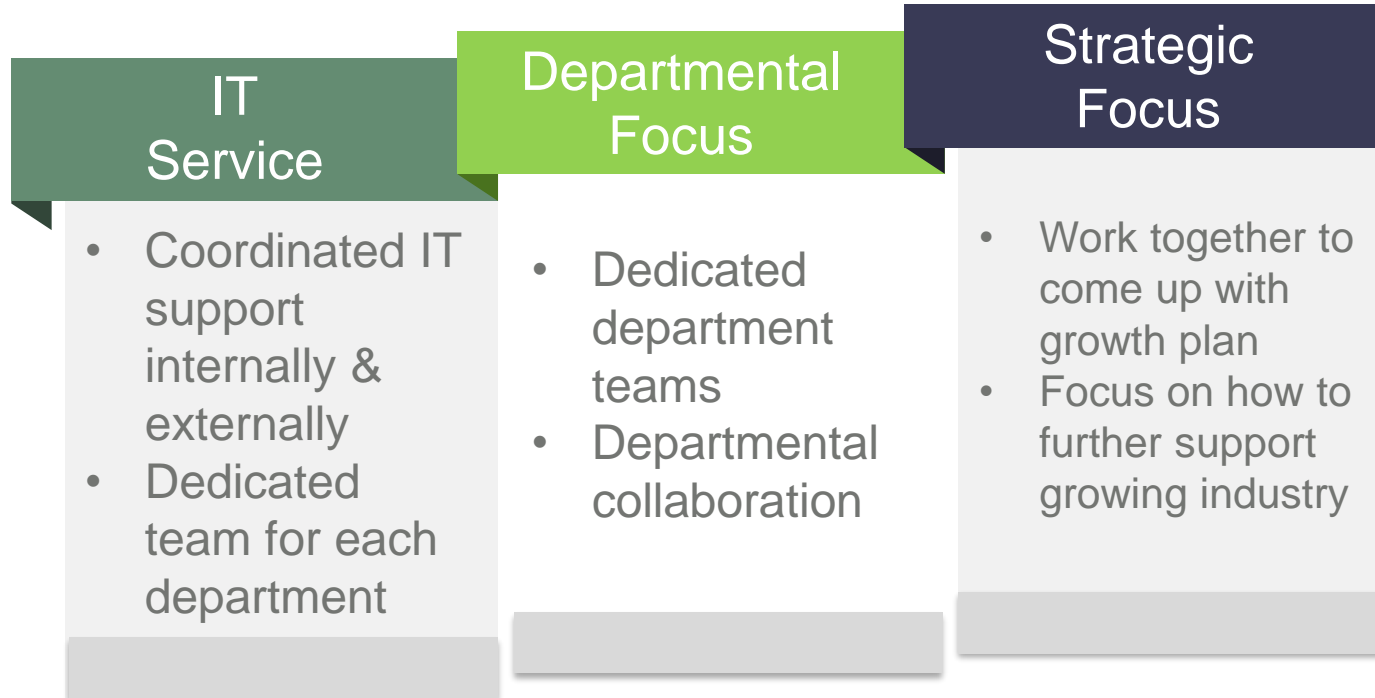 IT
Service
• Coordinated IT
support
internally &
externally
• Dedicated
team for each
department
Departmental
Focus
• Dedicated
department
teams
• Departmental
collaboration
Strategic
Focus
• Work together to
come up with
growth plan
• Focus on how to
further support
growing industry